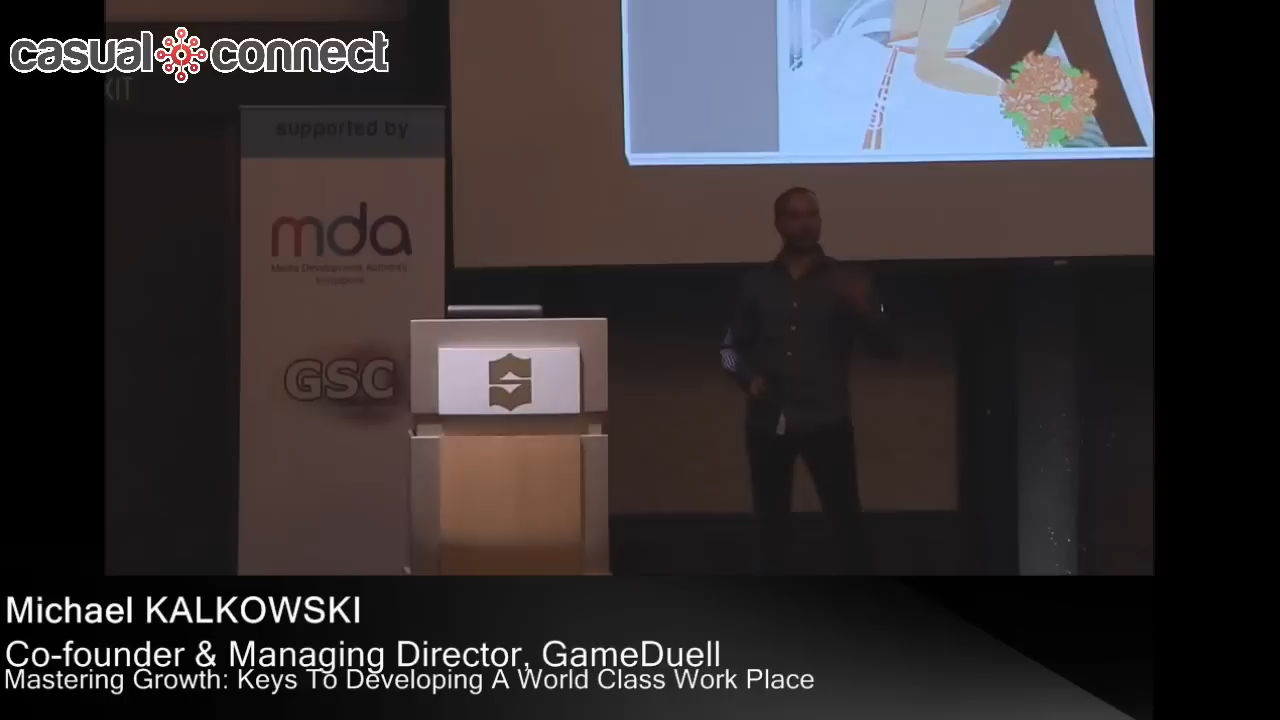 casual connect
XIT
supported by
mda
Media Development Authority
Singapore
GSC
Michael KALKOWSKI
Co-founder & Managing Director, GameDuell
Mastering Growth: Keys To Developing A World Class Work Place